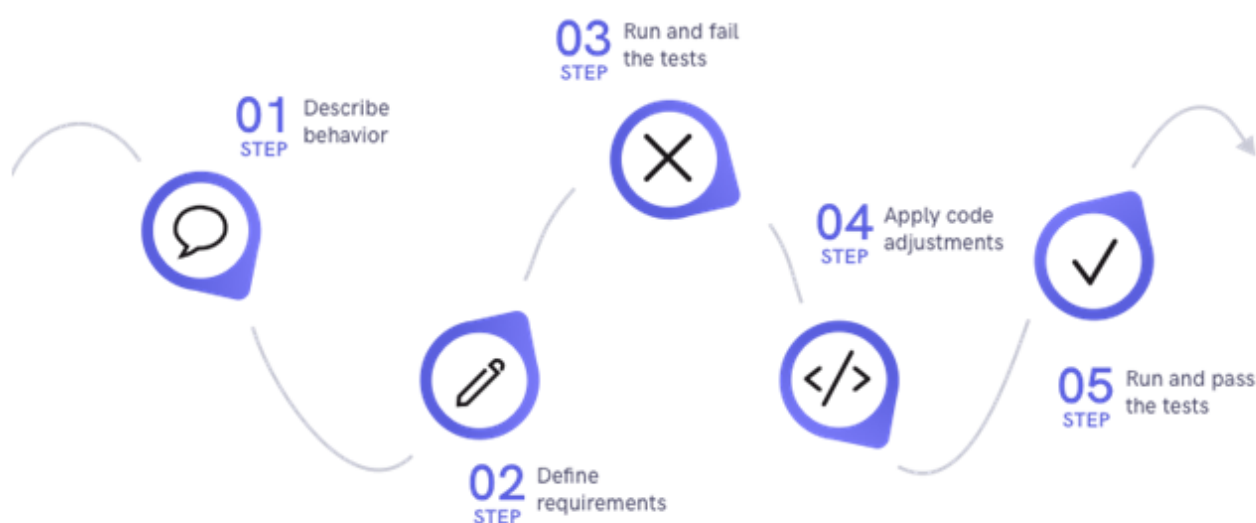 01
STEP
Describe
behavior
02
STEP
Define
requirements
03
STEP
Run and fail
the tests
04
STEP
Apply code
adjustments
05
STEP
Run and pass
the tests